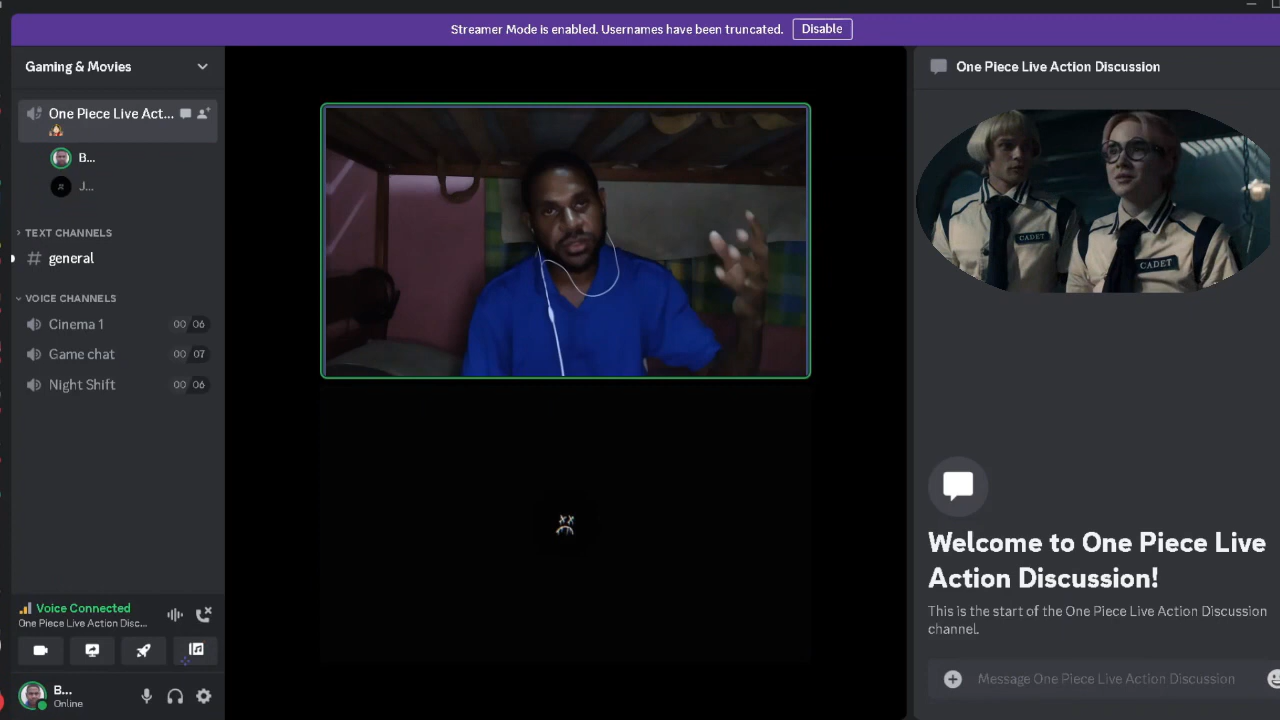 Streamer Mode is enabled. Usernames have been truncated. Disable
Gaming & Movies
One Piece Live Act...
B...
J...
TEXT CHANNELS
general
VOICE CHANNELS
Cinema 1 00 06
Game chat 00 07
Night Shift 00 06
Voice Connected
One Piece Live Action Disc...
B...
Online
One Piece Live Action Discussion
CADET
CADET
Welcome to One Piece Live
Action Discussion!
This is the start of the One Piece Live Action Discussion
channel.
Message One Piece Live Action Discussion